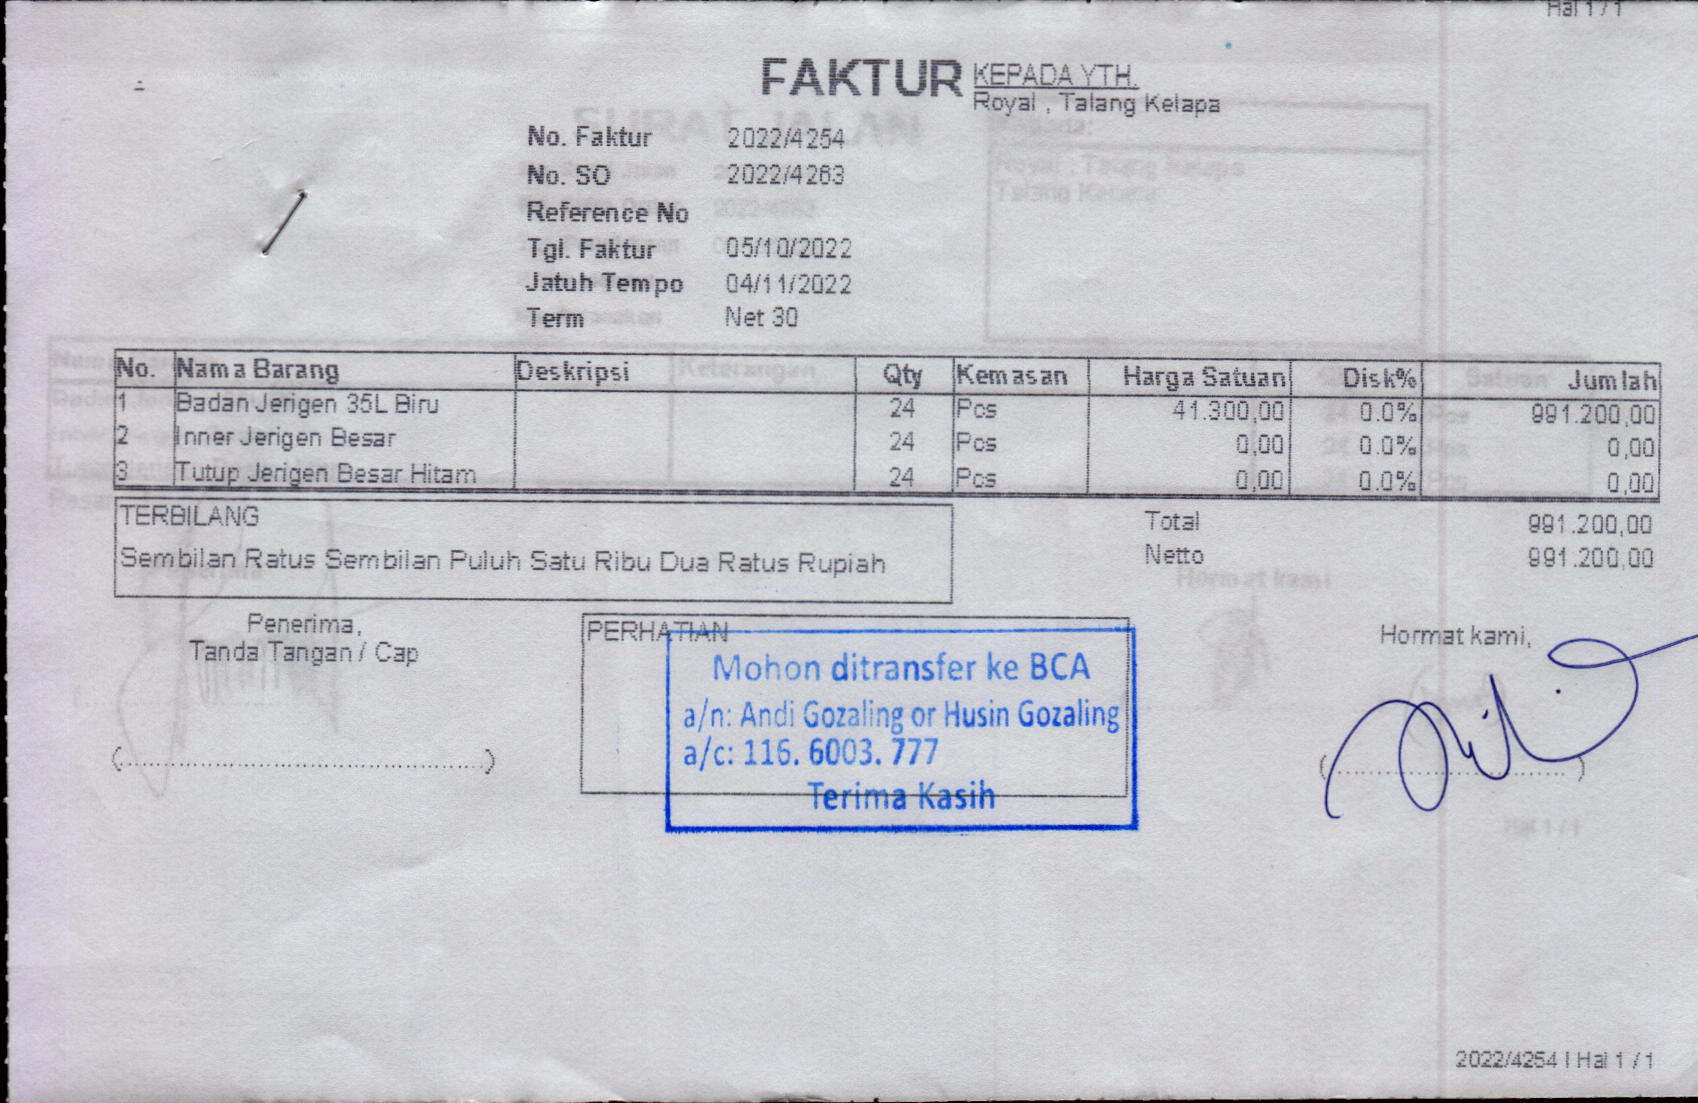 Hal 1 / 1
FAKTUR
KEPADA YTH.
Royal , Talang Kelapa
No. Faktur 2022/4254
No. SO 2022/4263
Reference No
Tgl. Faktur 05/10/2022
Jatuh Tempo 04/11/2022
Term Net 30
No. Nama Barang Deskripsi Qty Kemasan Harga Satuan Disk% Jumlah
1 Badan Jerigen 35L Biru 24 Pcs 41.300,00 0.0% 991.200,00
2 Inner Jerigen Besar 24 Pcs 0,00 0.0% 0,00
3 Tutup Jerigen Besar Hitam 24 Pcs 0,00 0.0% 0,00
TERBILANG
Sembilan Ratus Sembilan Puluh Satu Ribu Dua Ratus Rupiah
Total 991.200,00
Netto 991.200,00
Penerima,
Tanda Tangan / Cap
PERHATIAN
Mohon ditransfer ke BCA
a/n: Andi Gozaling or Husin Gozaling
a/c: 116. 6003. 777
Terima Kasih
Hormat kami,
(........................................)
(........................................)
2022/4254 | Hal 1 / 1